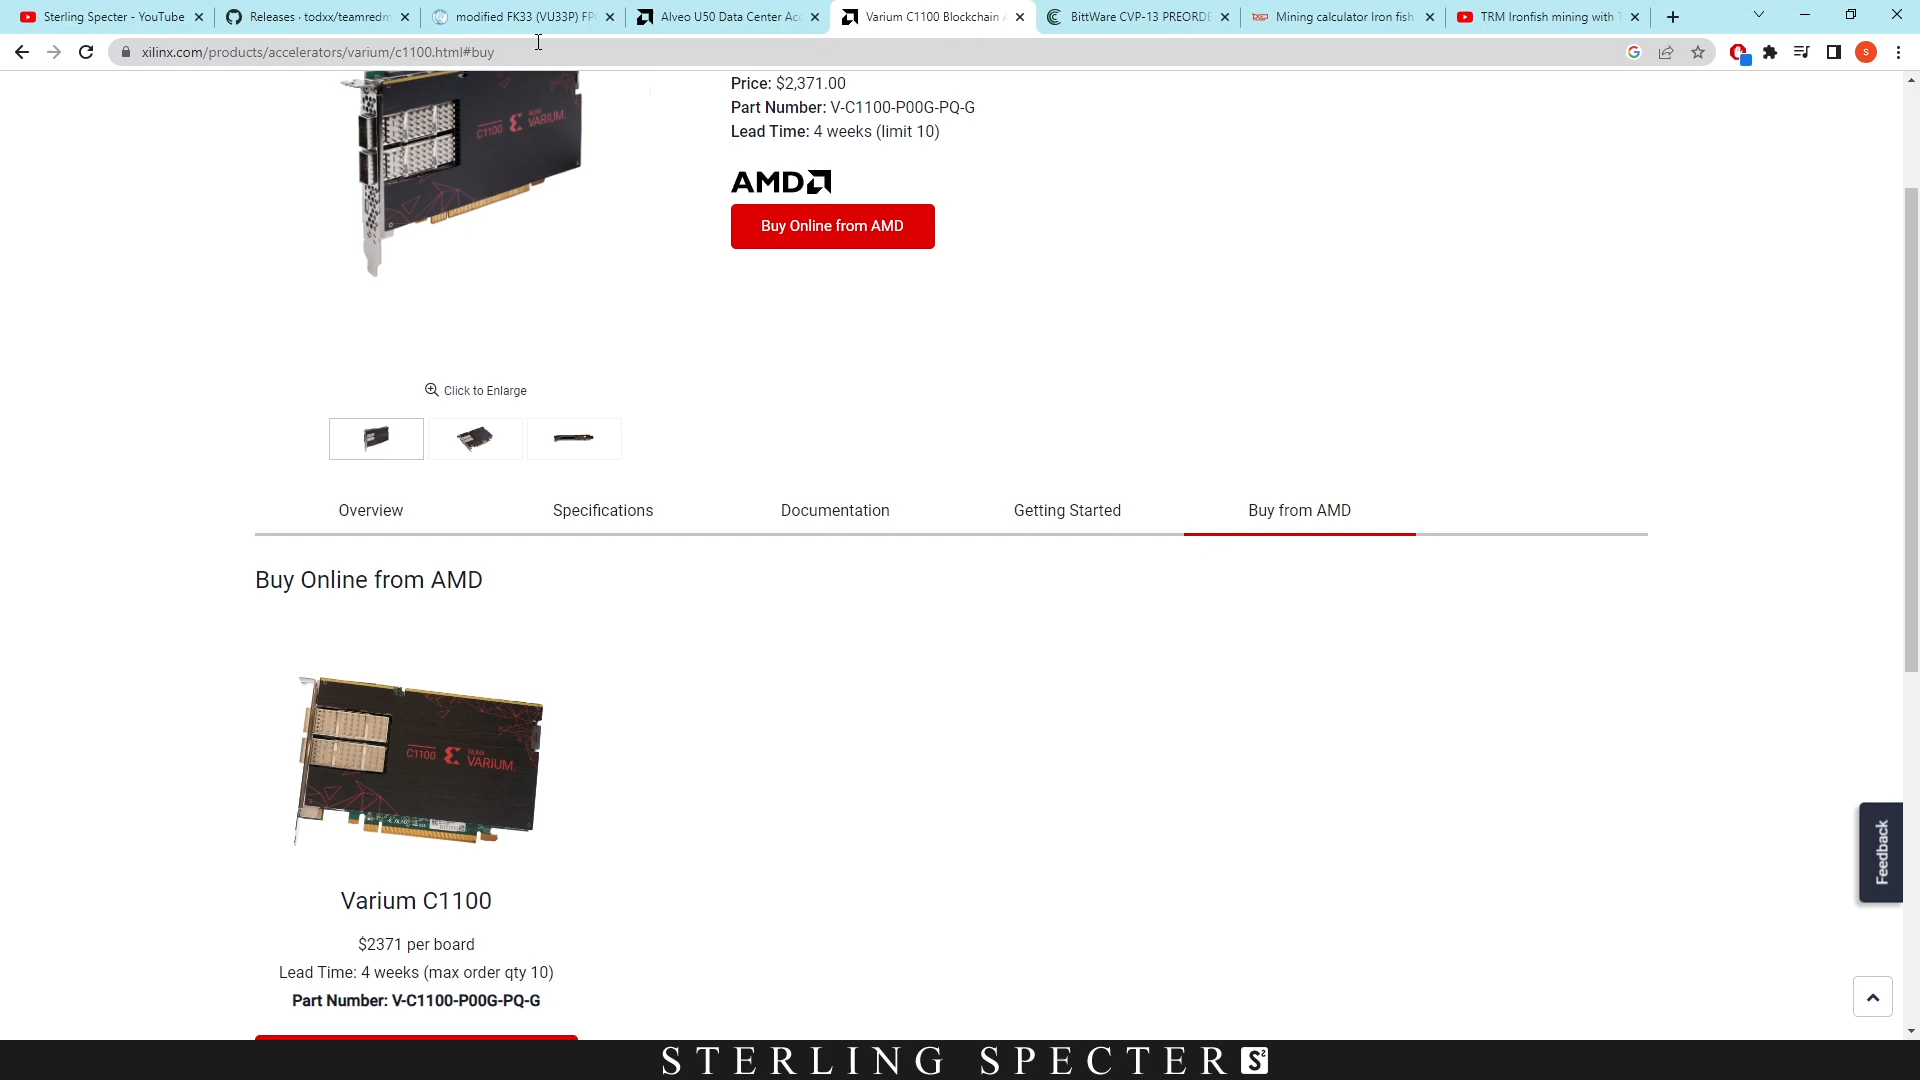 Sterling Specter - YouTube
Releases · todxx/teamredm
modified FK33 (VU33P) FP
Alveo U50 Data Center Acc
Varium C1100 Blockchain
BittWare CVP-13 PREORDE
Mining calculator Iron fish
TRM Ironfish mining with T
xilinx.com/products/accelerators/varium/c1100.html#buy
S
C1100 XILINX VARIUM.
Price: $2,371.00
Part Number: V-C1100-P00G-PQ-G
Lead Time: 4 weeks (limit 10)
AMD
Buy Online from AMD
Click to Enlarge
Overview
Specifications
Documentation
Getting Started
Buy from AMD
Buy Online from AMD
C1100 XILINX VARIUM.
Feedback
Varium C1100
$2371 per board
Lead Time: 4 weeks (max order qty 10)
Part Number: V-C1100-P00G-PQ-G
STERLING SPECTER S²